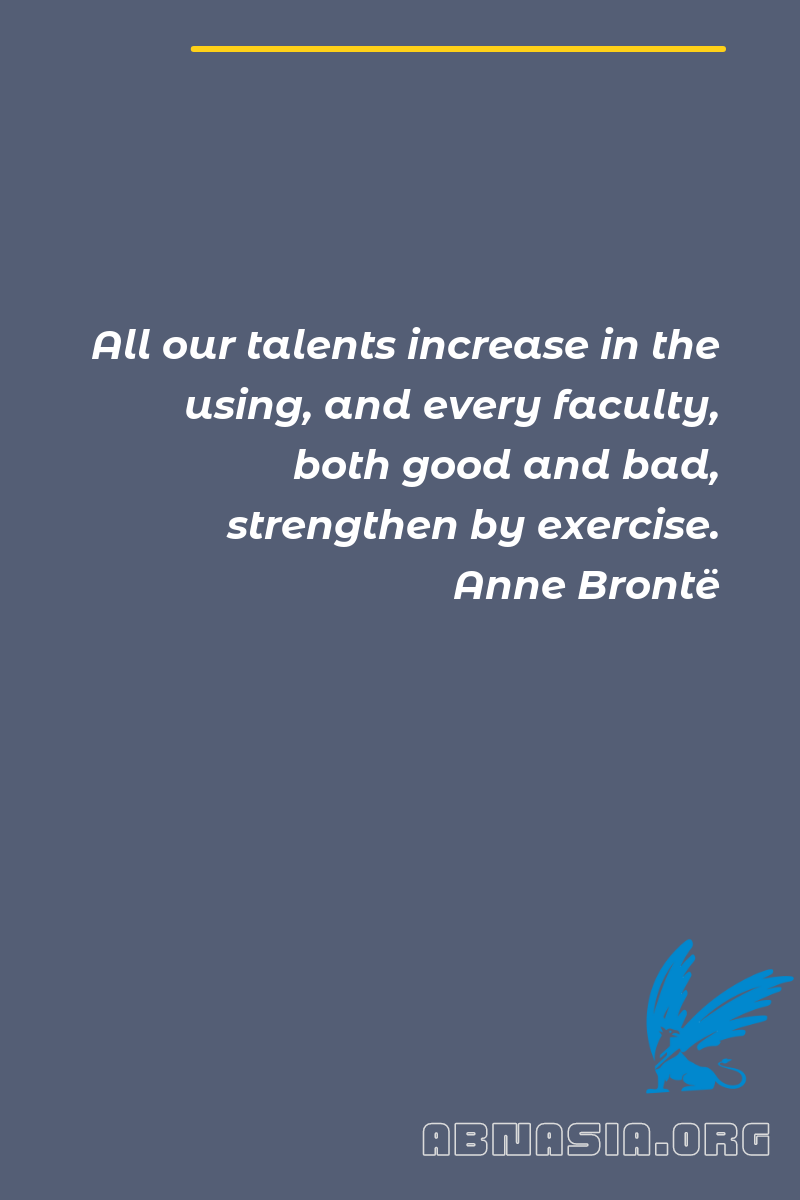 All our talents increase in the
using, and every faculty,
both good and bad,
strengthen by exercise.
Anne Brontë
ABNASIA.ORG